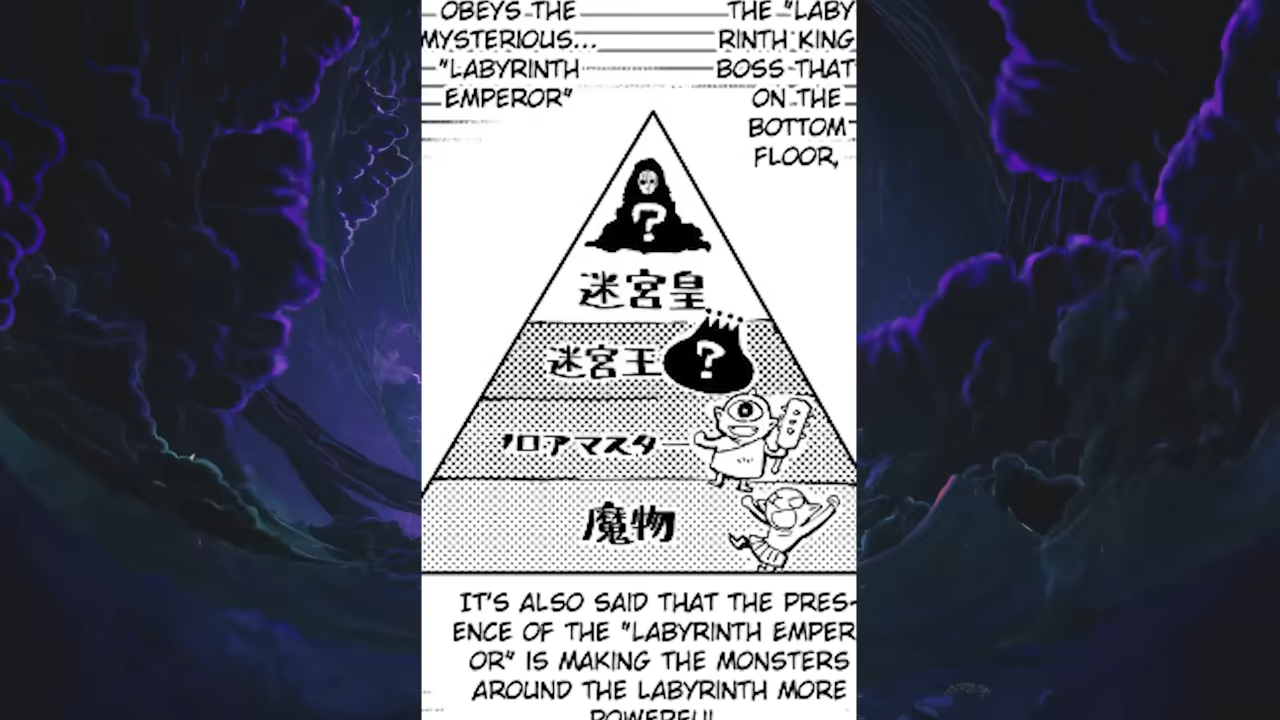 THE "LABY
RINTH KING
BOSS THAT
ON THE
BOTTOM
FLOOR,
OBEYS THE
MYSTERIOUS...
"LABYRINTH
EMPEROR"
?
迷宮皇
迷宮王
?
フロアマスター
魔物
IT'S ALSO SAID THAT THE PRES-
ENCE OF THE "LABYRINTH EMPER
OR" IS MAKING THE MONSTERS
AROUND THE LABYRINTH MORE
POWERFUL